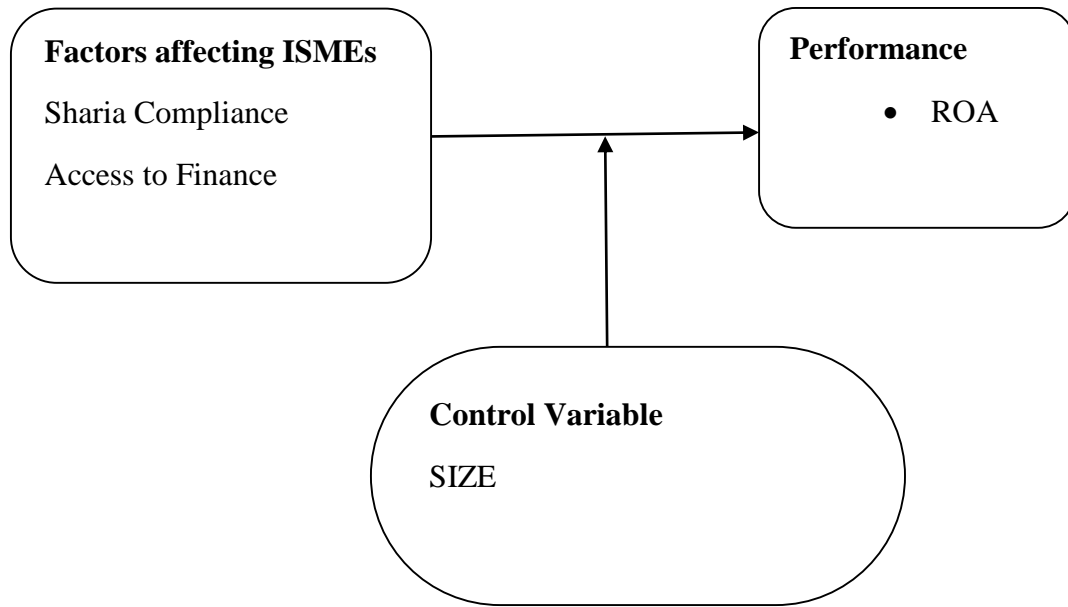 Factors affecting ISMEs
Sharia Compliance
Access to Finance
Performance
• ROA
Control Variable
SIZE